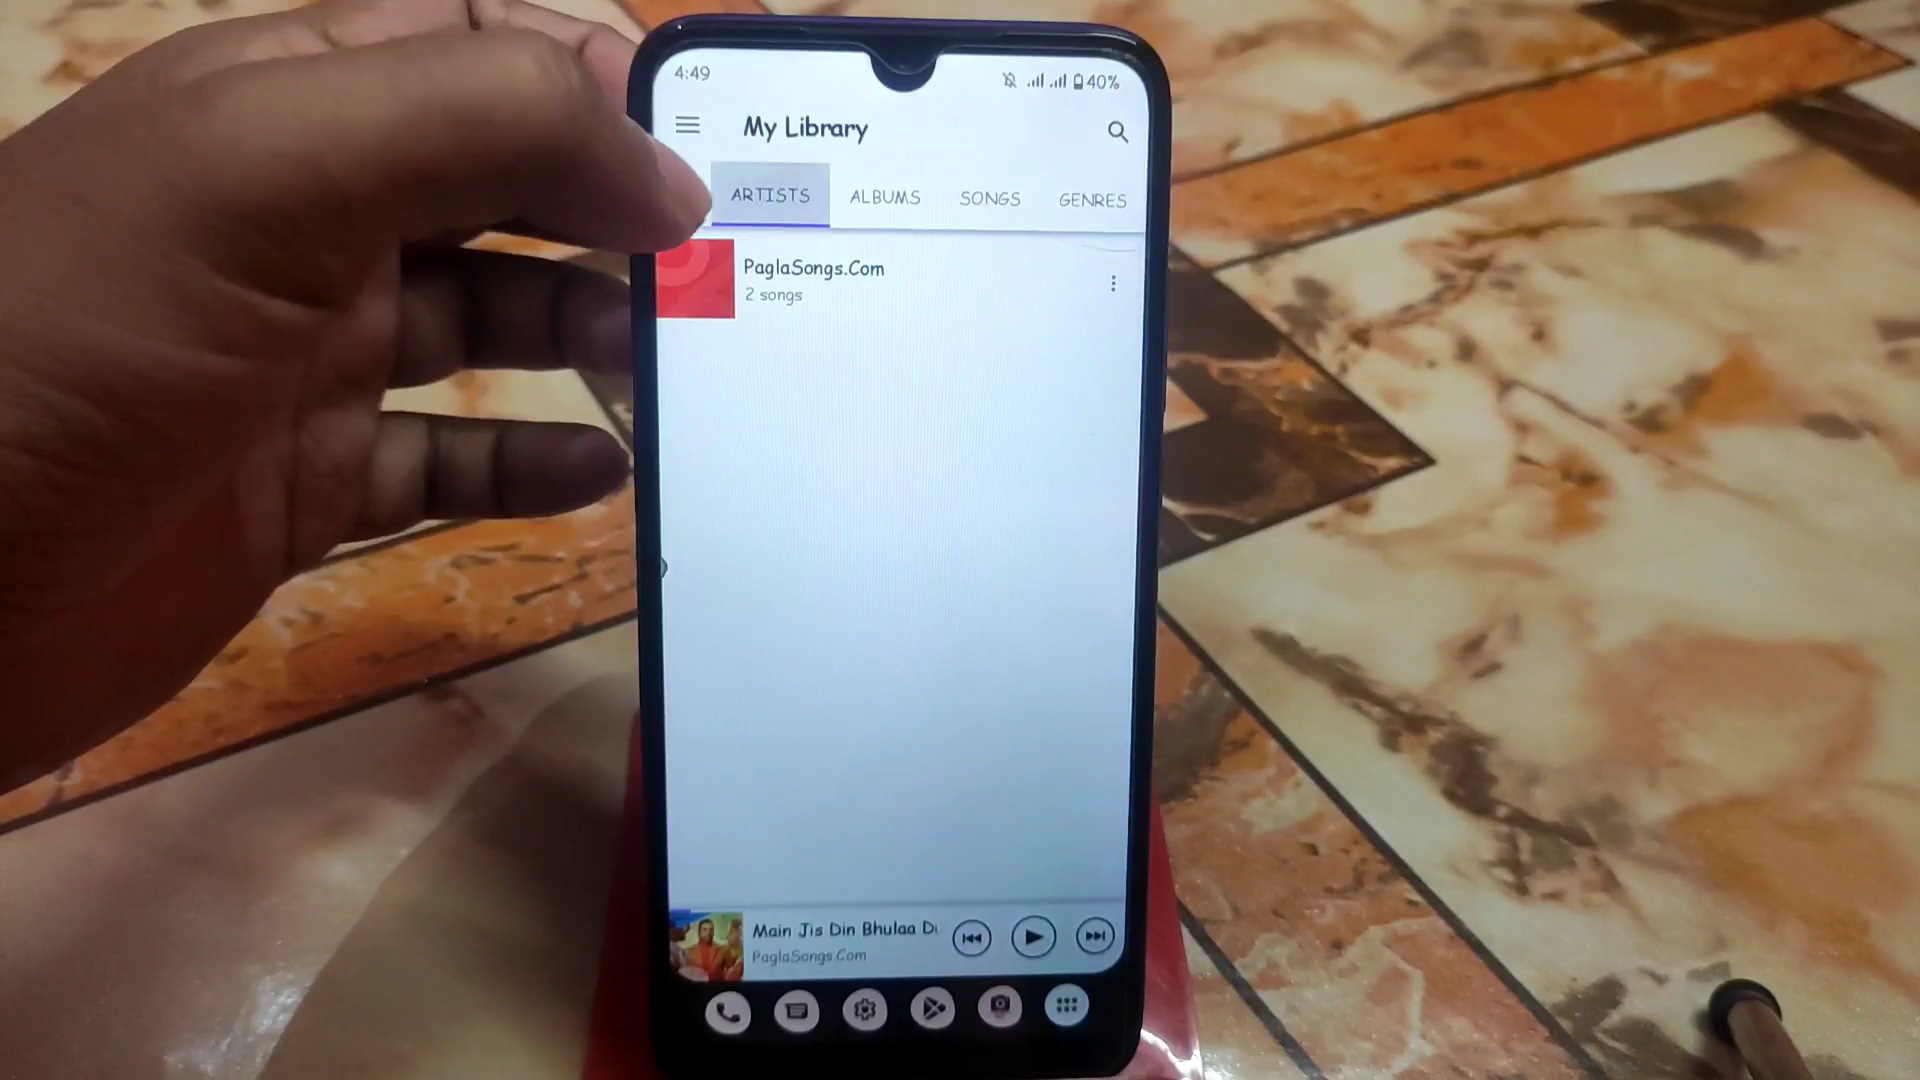 4:49
40%
My Library
ARTISTS ALBUMS SONGS GENRES
PaglaSongs.Com
2 songs
Main Jis Din Bhulaa Di
PaglaSongs.Com